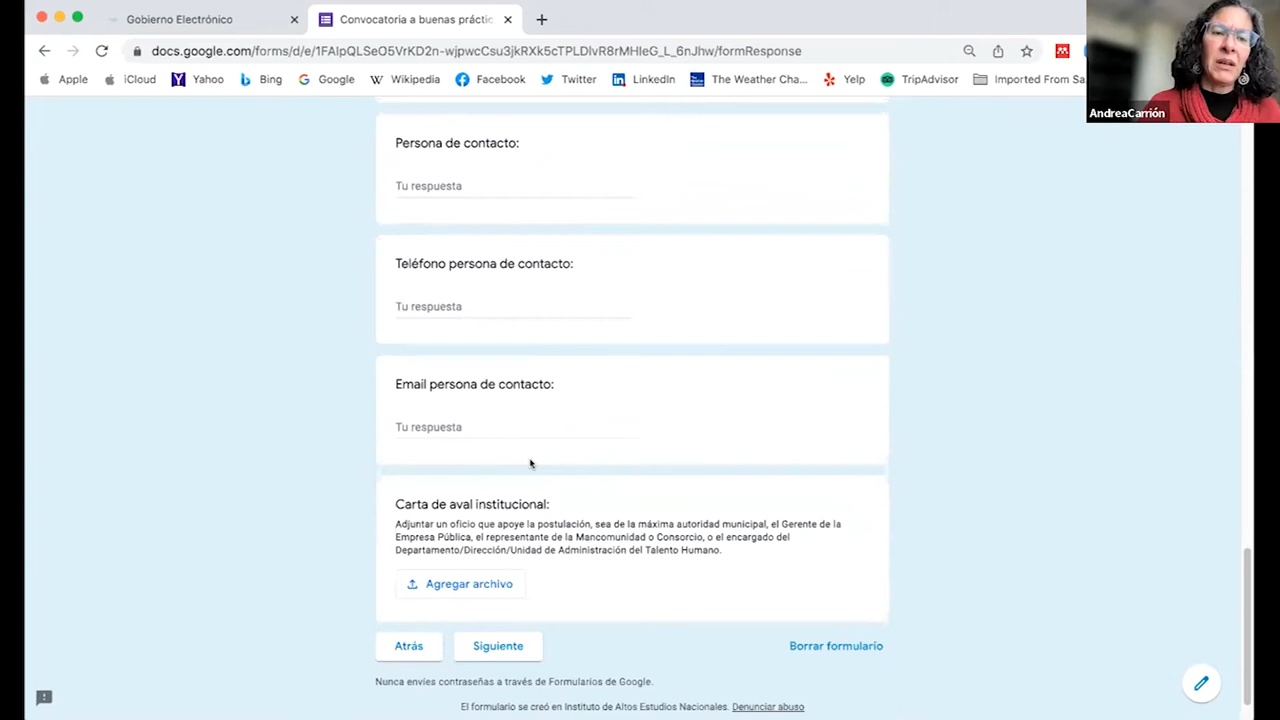 Gobierno Electrónico
Convocatoria a buenas práctic
docs.google.com/forms/d/e/1FAIpQLSeO5VrKD2n-wjpwcCsu3jkRXk5cTPLDlvR8rMHIeG_L_6nJhw/formResponse
Apple iCloud Yahoo Bing Google Wikipedia Facebook Twitter LinkedIn The Weather Cha... Yelp TripAdvisor Imported From Sa
AndreaCarrión
Persona de contacto:
Tu respuesta
Teléfono persona de contacto:
Tu respuesta
Email persona de contacto:
Tu respuesta
Carta de aval institucional:
Adjuntar un oficio que apoye la postulación, sea de la máxima autoridad municipal, el Gerente de la
Empresa Pública, el representante de la Mancomunidad o Consorcio, o el encargado del
Departamento/Dirección/Unidad de Administración del Talento Humano.
Agregar archivo
Atrás Siguiente Borrar formulario
Nunca envíes contraseñas a través de Formularios de Google.
El formulario se creó en Instituto de Altos Estudios Nacionales. Denunciar abuso